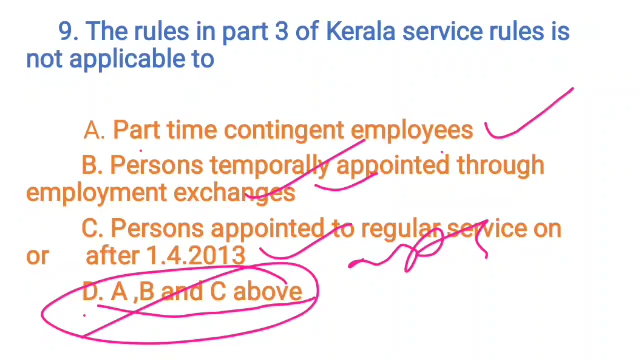 9. The rules in part 3 of Kerala service rules is
not applicable to
A. Part time contingent employees
B. Persons temporally appointed through
employment exchanges
C. Persons appointed to regular service on
or after 1.4.2013
D. A ,B and C above